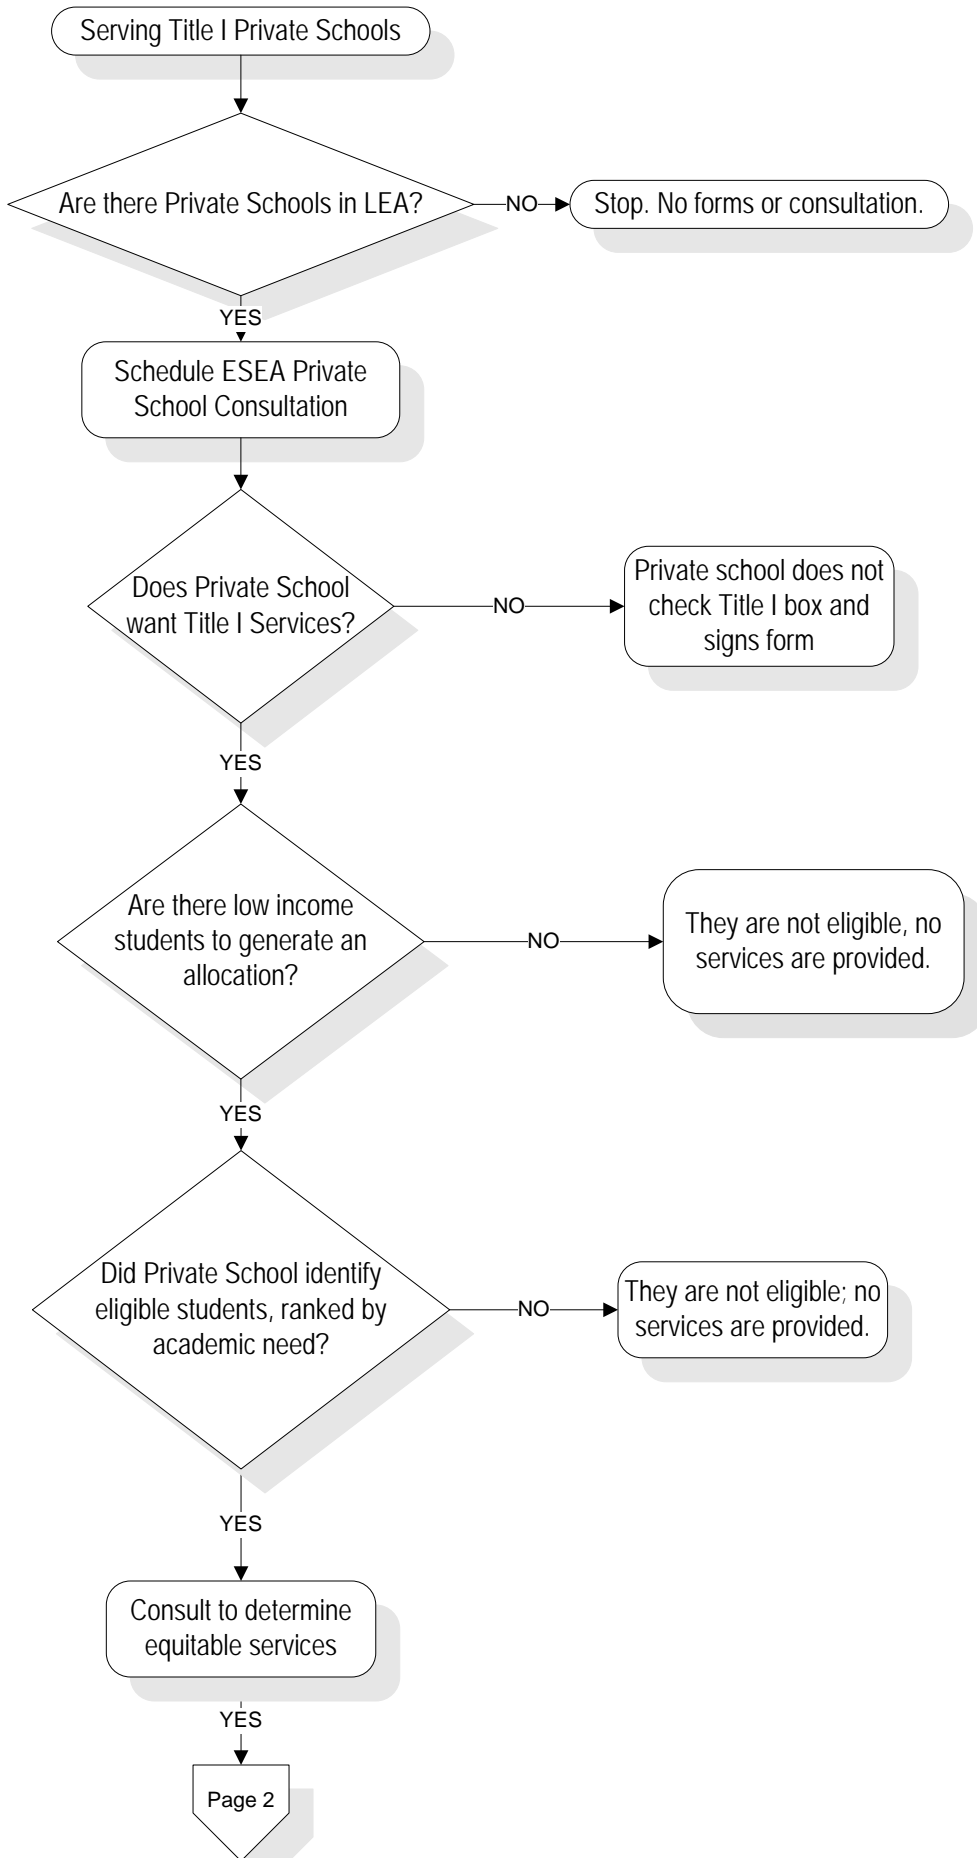 Serving Title I Private Schools
Are there Private Schools in LEA?
NO
Stop. No forms or consultation.
YES
Schedule ESEA Private
School Consultation
Does Private School
want Title I Services?
NO
Private school does not
check Title I box and
signs form
YES
Are there low income
students to generate an
allocation?
NO
They are not eligible, no
services are provided.
YES
Did Private School identify
eligible students, ranked by
academic need?
NO
They are not eligible; no
services are provided.
YES
Consult to determine
equitable services
YES
Page 2